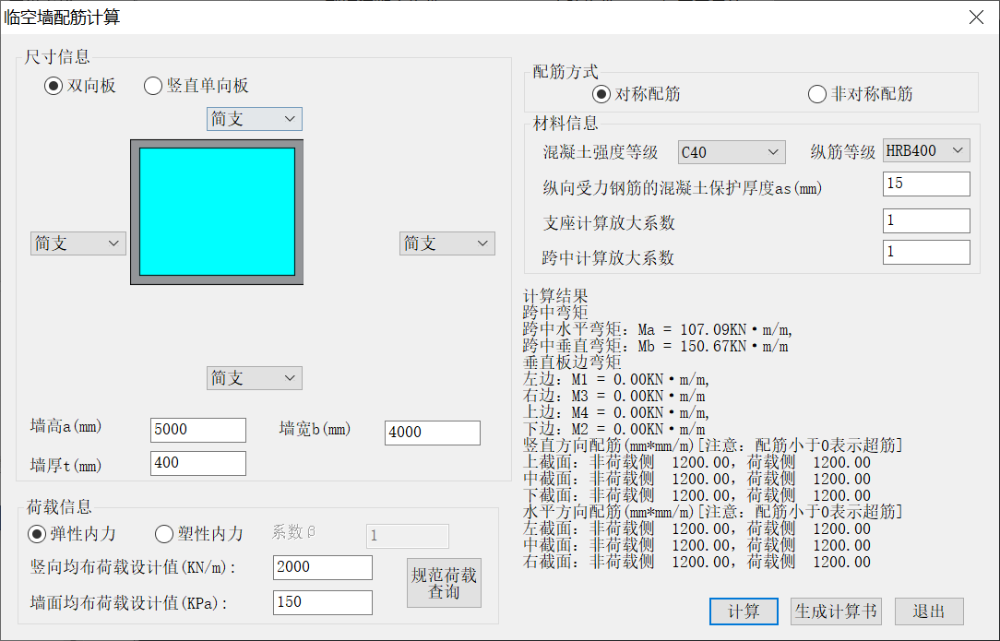 临空墙配筋计算
尺寸信息
双向板 竖直单向板
简支
简支
简支
简支
墙高a(mm) 5000 墙宽b(mm) 4000
墙厚t(mm) 400
荷载信息
弹性内力 塑性内力 系数β 1
竖向均布荷载设计值(KN/m): 2000
墙面均布荷载设计值(KPa): 150
规范荷载
查询
配筋方式
对称配筋 非对称配筋
材料信息
混凝土强度等级 C40 纵筋等级 HRB400
纵向受力钢筋的混凝土保护厚度as(mm) 15
支座计算放大系数 1
跨中计算放大系数 1
计算结果
跨中弯矩
跨中水平弯矩: Ma = 107.09KN·m/m,
跨中垂直弯矩: Mb = 150.67KN·m/m
垂直板边弯矩
左边: M1 = 0.00KN·m/m,
右边: M3 = 0.00KN·m/m
上边: M4 = 0.00KN·m/m,
下边: M2 = 0.00KN·m/m
竖直方向配筋(mm*mm/m)[注意: 配筋小于0表示超筋]
上截面: 非荷载侧 1200.00, 荷载侧 1200.00
中截面: 非荷载侧 1200.00, 荷载侧 1200.00
下截面: 非荷载侧 1200.00, 荷载侧 1200.00
水平方向配筋(mm*mm/m)[注意: 配筋小于0表示超筋]
左截面: 非荷载侧 1200.00, 荷载侧 1200.00
中截面: 非荷载侧 1200.00, 荷载侧 1200.00
右截面: 非荷载侧 1200.00, 荷载侧 1200.00
计算 生成计算书 退出